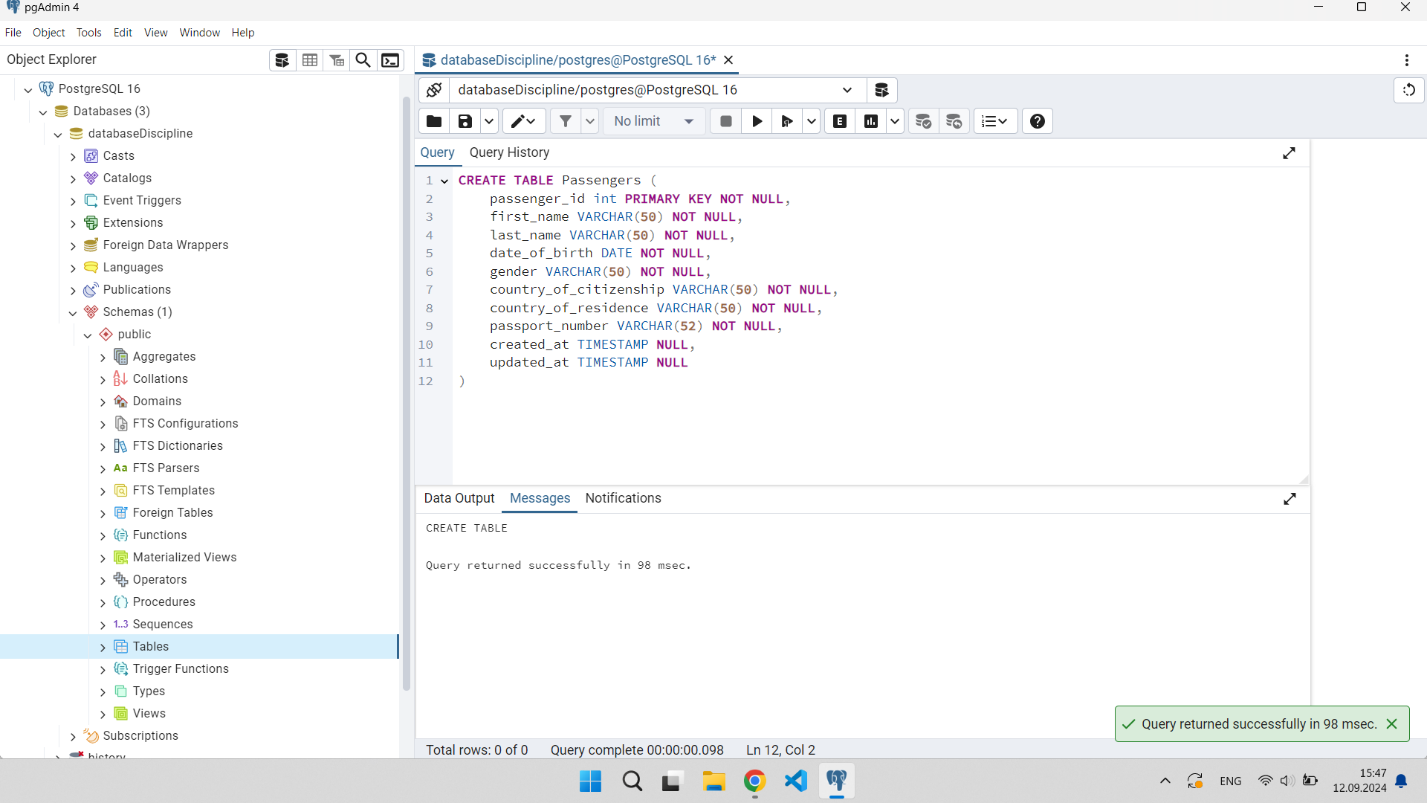 pgAdmin 4
File Object Tools Edit View Window Help
Object Explorer
PostgreSQL 16
Databases (3)
databaseDiscipline
Casts
Catalogs
Event Triggers
Extensions
Foreign Data Wrappers
Languages
Publications
Schemas (1)
public
Aggregates
Collations
Domains
FTS Configurations
FTS Dictionaries
Aa FTS Parsers
FTS Templates
Foreign Tables
Functions
Materialized Views
Operators
Procedures
1..3 Sequences
Tables
Trigger Functions
Types
Views
Subscriptions
history
databaseDiscipline/postgres@PostgreSQL 16*
databaseDiscipline/postgres@PostgreSQL 16
No limit
E
Query Query History
1 CREATE TABLE Passengers (
2 passenger_id int PRIMARY KEY NOT NULL,
3 first_name VARCHAR(50) NOT NULL,
4 last_name VARCHAR(50) NOT NULL,
5 date_of_birth DATE NOT NULL,
6 gender VARCHAR(50) NOT NULL,
7 country_of_citizenship VARCHAR(50) NOT NULL,
8 country_of_residence VARCHAR(50) NOT NULL,
9 passport_number VARCHAR(52) NOT NULL,
10 created_at TIMESTAMP NULL,
11 updated_at TIMESTAMP NULL
12 )
Data Output Messages Notifications
CREATE TABLE
Query returned successfully in 98 msec.
Query returned successfully in 98 msec.
Total rows: 0 of 0 Query complete 00:00:00.098 Ln 12, Col 2
ENG
15:47
12.09.2024